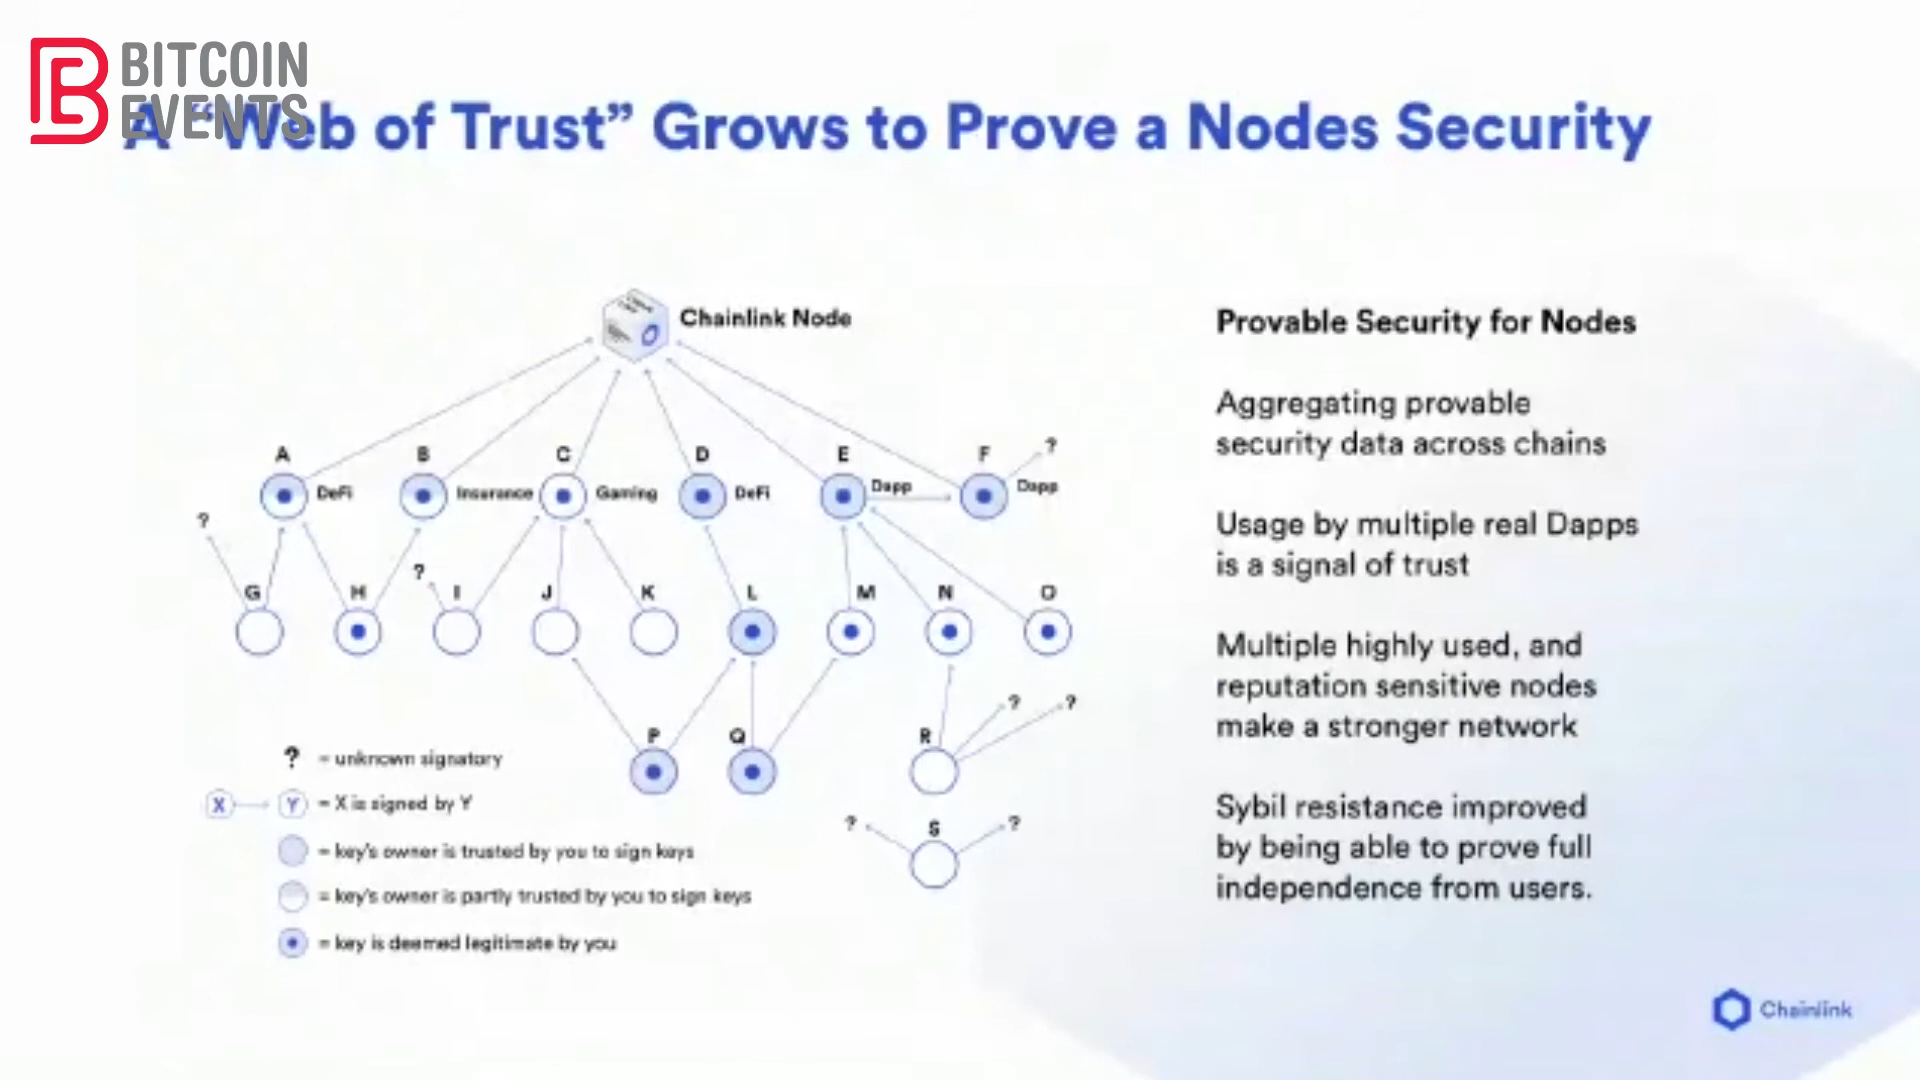 BITCOIN
EVENTS
A “Web of Trust” Grows to Prove a Nodes Security
Chainlink Node
A
B
C
D
E
F
?
DeFi
Insurance
Gaming
DeFi
Dapp
Dapp
?
?
G
H
I
J
K
L
M
N
O
?
?
P
Q
R
?
S
?
? = unknown signatory
X Y = X is signed by Y
= key's owner is trusted by you to sign keys
= key's owner is partly trusted by you to sign keys
= key is deemed legitimate by you
Provable Security for Nodes
Aggregating provable
security data across chains
Usage by multiple real Dapps
is a signal of trust
Multiple highly used, and
reputation sensitive nodes
make a stronger network
Sybil resistance improved
by being able to prove full
independence from users.
Chainlink